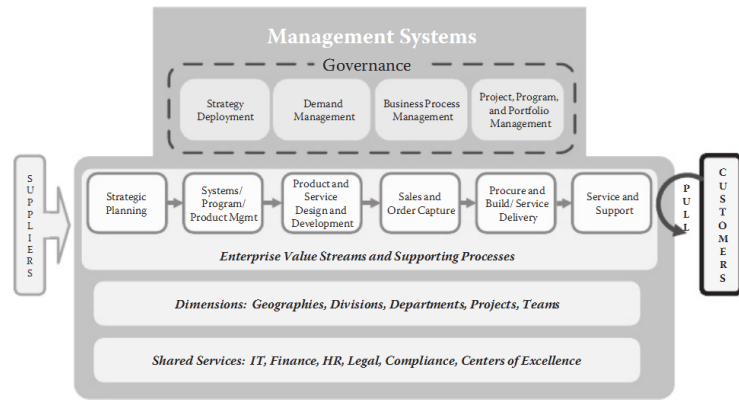 Management Systems
Governance
Strategy
Deployment
Demand
Management
Business Process
Management
Project, Program,
and Portfolio
Management
SUPPLIERS
Strategic
Planning
Systems/
Program/
Product Mgmt
Product and
Service
Design and
Development
Sales and
Order Capture
Procure and
Build/ Service
Delivery
Service and
Support
PULL
CUSTOMERS
Enterprise Value Streams and Supporting Processes
Dimensions: Geographies, Divisions, Departments, Projects, Teams
Shared Services: IT, Finance, HR, Legal, Compliance, Centers of Excellence